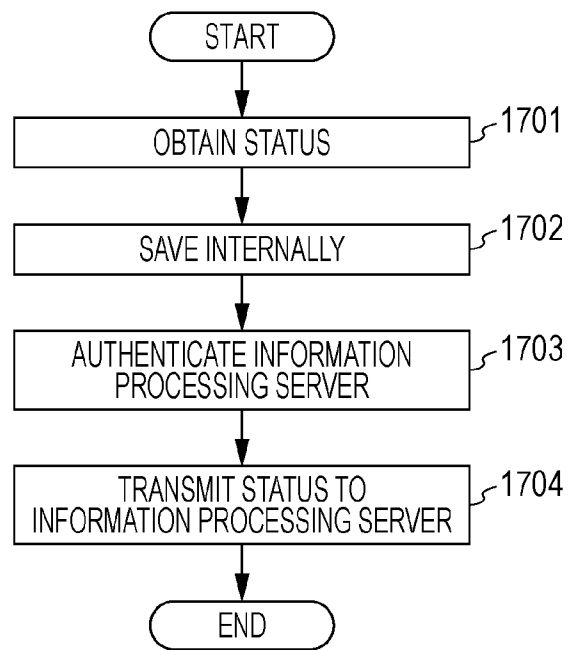 START
OBTAIN STATUS
1701
SAVE INTERNALLY
1702
AUTHENTICATE INFORMATION
PROCESSING SERVER
1703
TRANSMIT STATUS TO
INFORMATION PROCESSING SERVER
1704
END